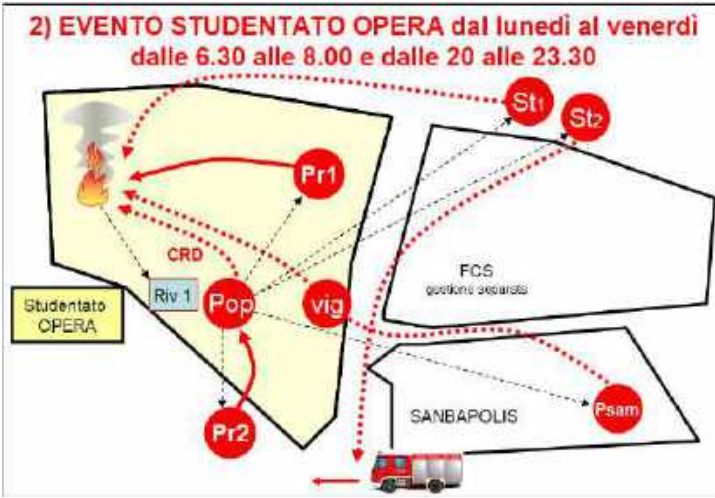 2) EVENTO STUDENTATO OPERA dal lunedì al venerdì
dalle 6.30 alle 8.00 e dalle 20 alle 23.30
St1
St2
Pr1
CRD
FCS
gestione separata
Riv 1
Pop
vig
Studentato
OPERA
Pr2
SANBAPOLIS
Psam